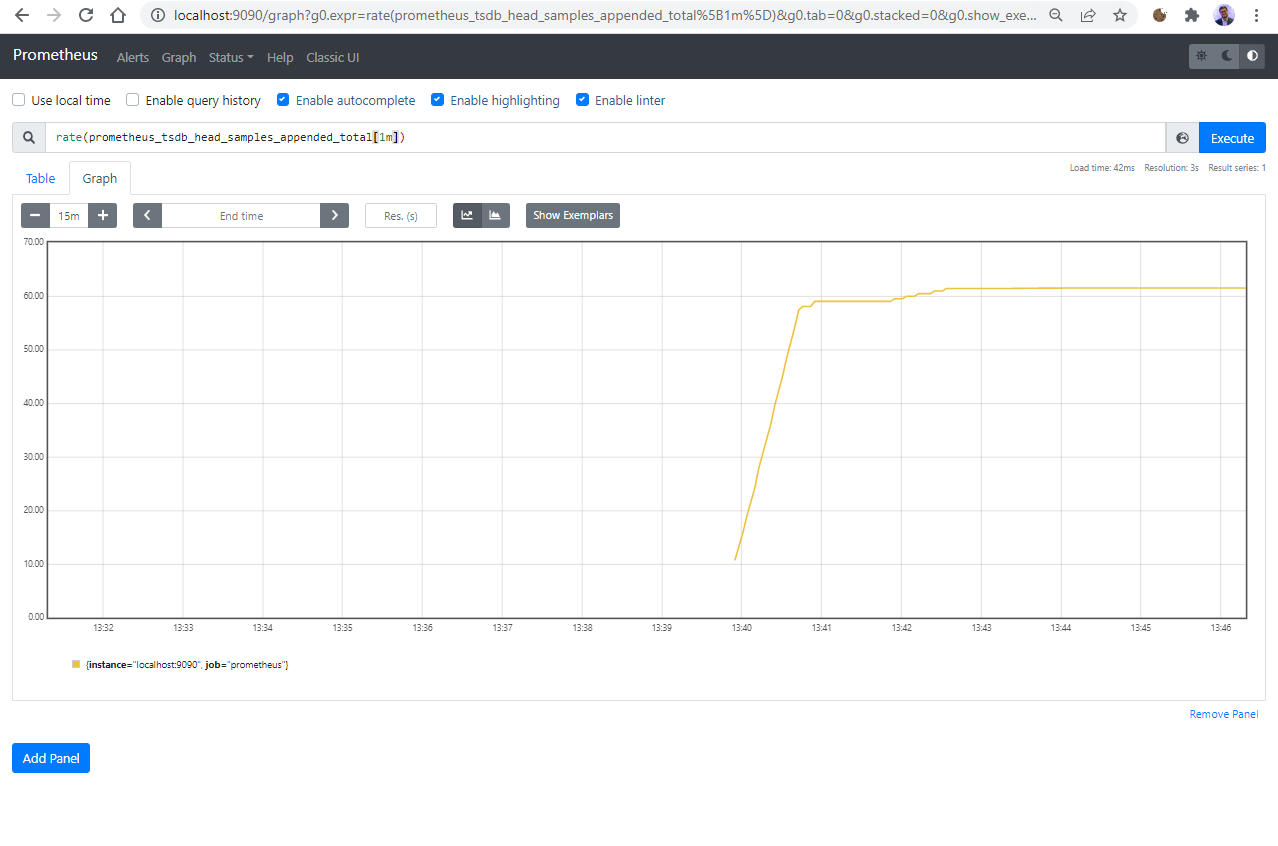 localhost:9090/graph?g0.expr=rate(prometheus_tsdb_head_samples_appended_total%5B1m%5D)&g0.tab=0&g0.stacked=0&g0.show_exe...
Prometheus Alerts Graph Status Help Classic UI
Use local time Enable query history Enable autocomplete Enable highlighting Enable linter
rate(prometheus_tsdb_head_samples_appended_total[1m]) Execute
Load time: 42ms Resolution: 3s Result series: 1
Table Graph
15m End time Res. (s) Show Exemplars
70.00
60.00
50.00
40.00
30.00
20.00
10.00
0.00
13:32 13:33 13:34 13:35 13:36 13:37 13:38 13:39 13:40 13:41 13:42 13:43 13:44 13:45 13:46
{instance="localhost:9090", job="prometheus"}
Remove Panel
Add Panel